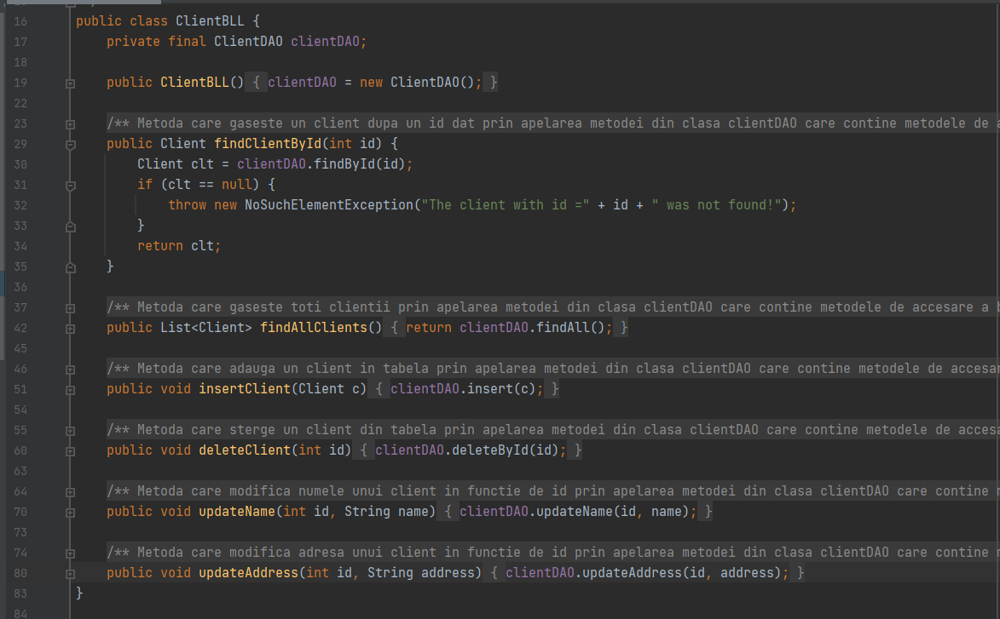 16 public class ClientBLL {
17 private final ClientDAO clientDAO;
18
19 public ClientBLL() { clientDAO = new ClientDAO(); }
22
23 /** Metoda care gaseste un client dupa un id dat prin apelarea metodei din clasa clientDAO care contine metodele de
29 public Client findClientById(int id) {
30 Client clt = clientDAO.findById(id);
31 if (clt == null) {
32 throw new NoSuchElementException("The client with id =" + id + " was not found!");
33 }
34 return clt;
35 }
36
37 /** Metoda care gaseste toti clientii prin apelarea metodei din clasa clientDAO care contine metodele de accesare a
42 public List<Client> findAllClients() { return clientDAO.findAll(); }
45
46 /** Metoda care adauga un client in tabela prin apelarea metodei din clasa clientDAO care contine metodele de
51 public void insertClient(Client c) { clientDAO.insert(c); }
54
55 /** Metoda care sterge un client din tabela prin apelarea metodei din clasa clientDAO care contine metodele de
60 public void deleteClient(int id) { clientDAO.deleteById(id); }
63
64 /** Metoda care modifica numele unui client in functie de id prin apelarea metodei din clasa clientDAO care contine
70 public void updateName(int id, String name) { clientDAO.updateName(id, name); }
73
74 /** Metoda care modifica adresa unui client in functie de id prin apelarea metodei din clasa clientDAO care contine
80 public void updateAddress(int id, String address) { clientDAO.updateAddress(id, address); }
83 }
84